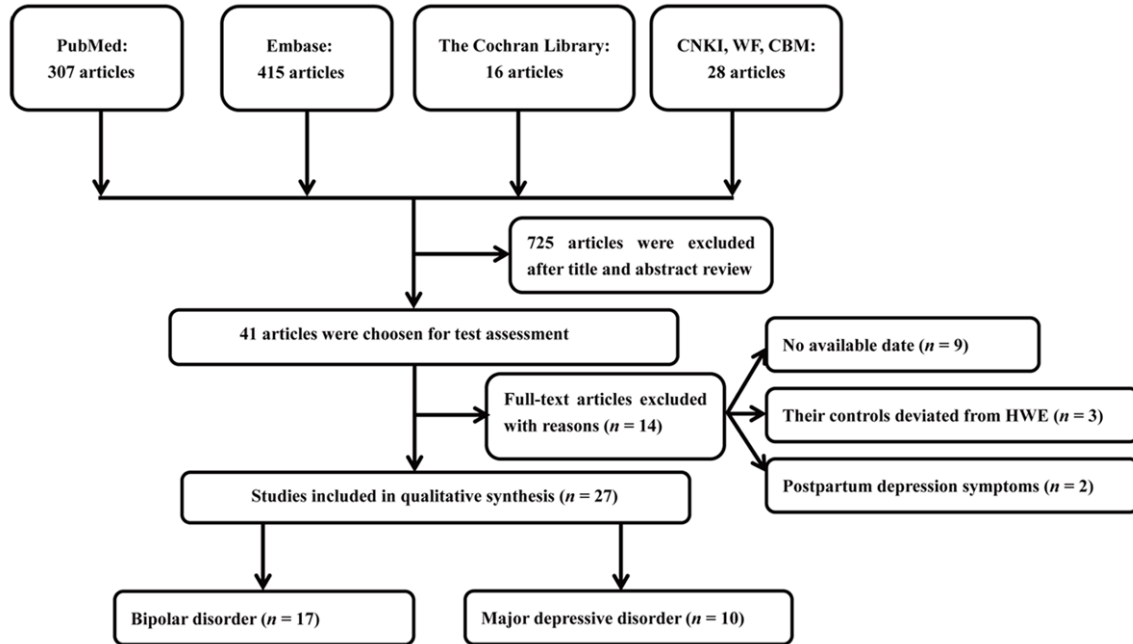 PubMed:
307 articles
Embase:
415 articles
The Cochran Library:
16 articles
CNKI, WF, CBM:
28 articles
725 articles were excluded
after title and abstract review
41 articles were choosen for test assessment
Full-text articles excluded
with reasons (n = 14)
No available date (n = 9)
Their controls deviated from HWE (n = 3)
Postpartum depression symptoms (n = 2)
Studies included in qualitative synthesis (n = 27)
Bipolar disorder (n = 17)
Major depressive disorder (n = 10)